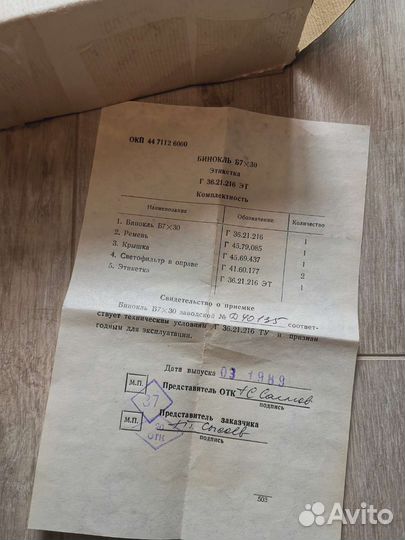 ОКП 44 7112 6000
БИНОКЛЬ Б7×30
Этикетка
Г 36.21.216 ЭТ
Комплектность
Наименование Обозначение Количество
1. Бинокль Б7×30 Г 36.21.216 1
2. Ремень Г 45.79.085 1
3. Крышка Г 45.69.437 1
4. Светофильтр в оправе Г 41.60.177 2
5. Этикетка Г 36.21.216 ЭТ 1
Свидетельство о приемке
Бинокль Б7×30 заводской № Д40135 соответ-
ствует техническим условиям Г 36.21.216 ТУ и признан
годным для эксплуатации.
Дата выпуска 03 1989
М.П. Представитель ОТК
подпись
37
Представитель заказчика
М.П.
подпись
ОТК
503
Avito